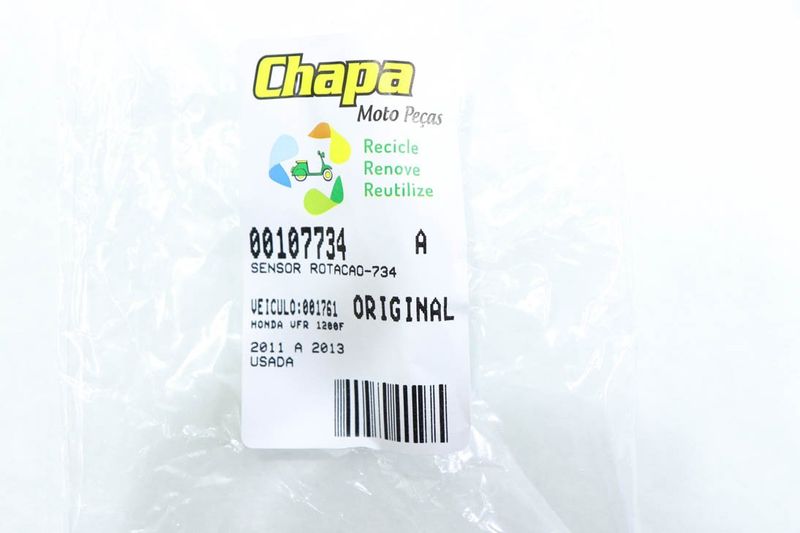 Chapa
Moto Peças
Recicle
Renove
Reutilize
00107734 A
SENSOR ROTACAO-734
VEICULO:001761 ORIGINAL
HONDA VFR 1200F
2011 A 2013
USADA